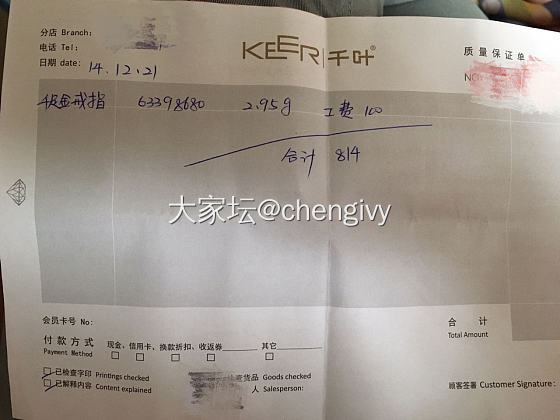 分店 Branch:
电话 Tel:
日期 date: 14.12.21
KEER|千叶®
质量保证单
NO
金戒指 63398680 2.95g 工费 100
合计 814
大家坛@chengivy
会员卡号 No:
付款方式 现金、信用卡、换款折扣、收返券 其它
Payment Method
合计
已检查字印 Printings checked
货品 Goods checked
已解释内容 Content explained
人 Salesperson:
顾客签署 Customer Signature: